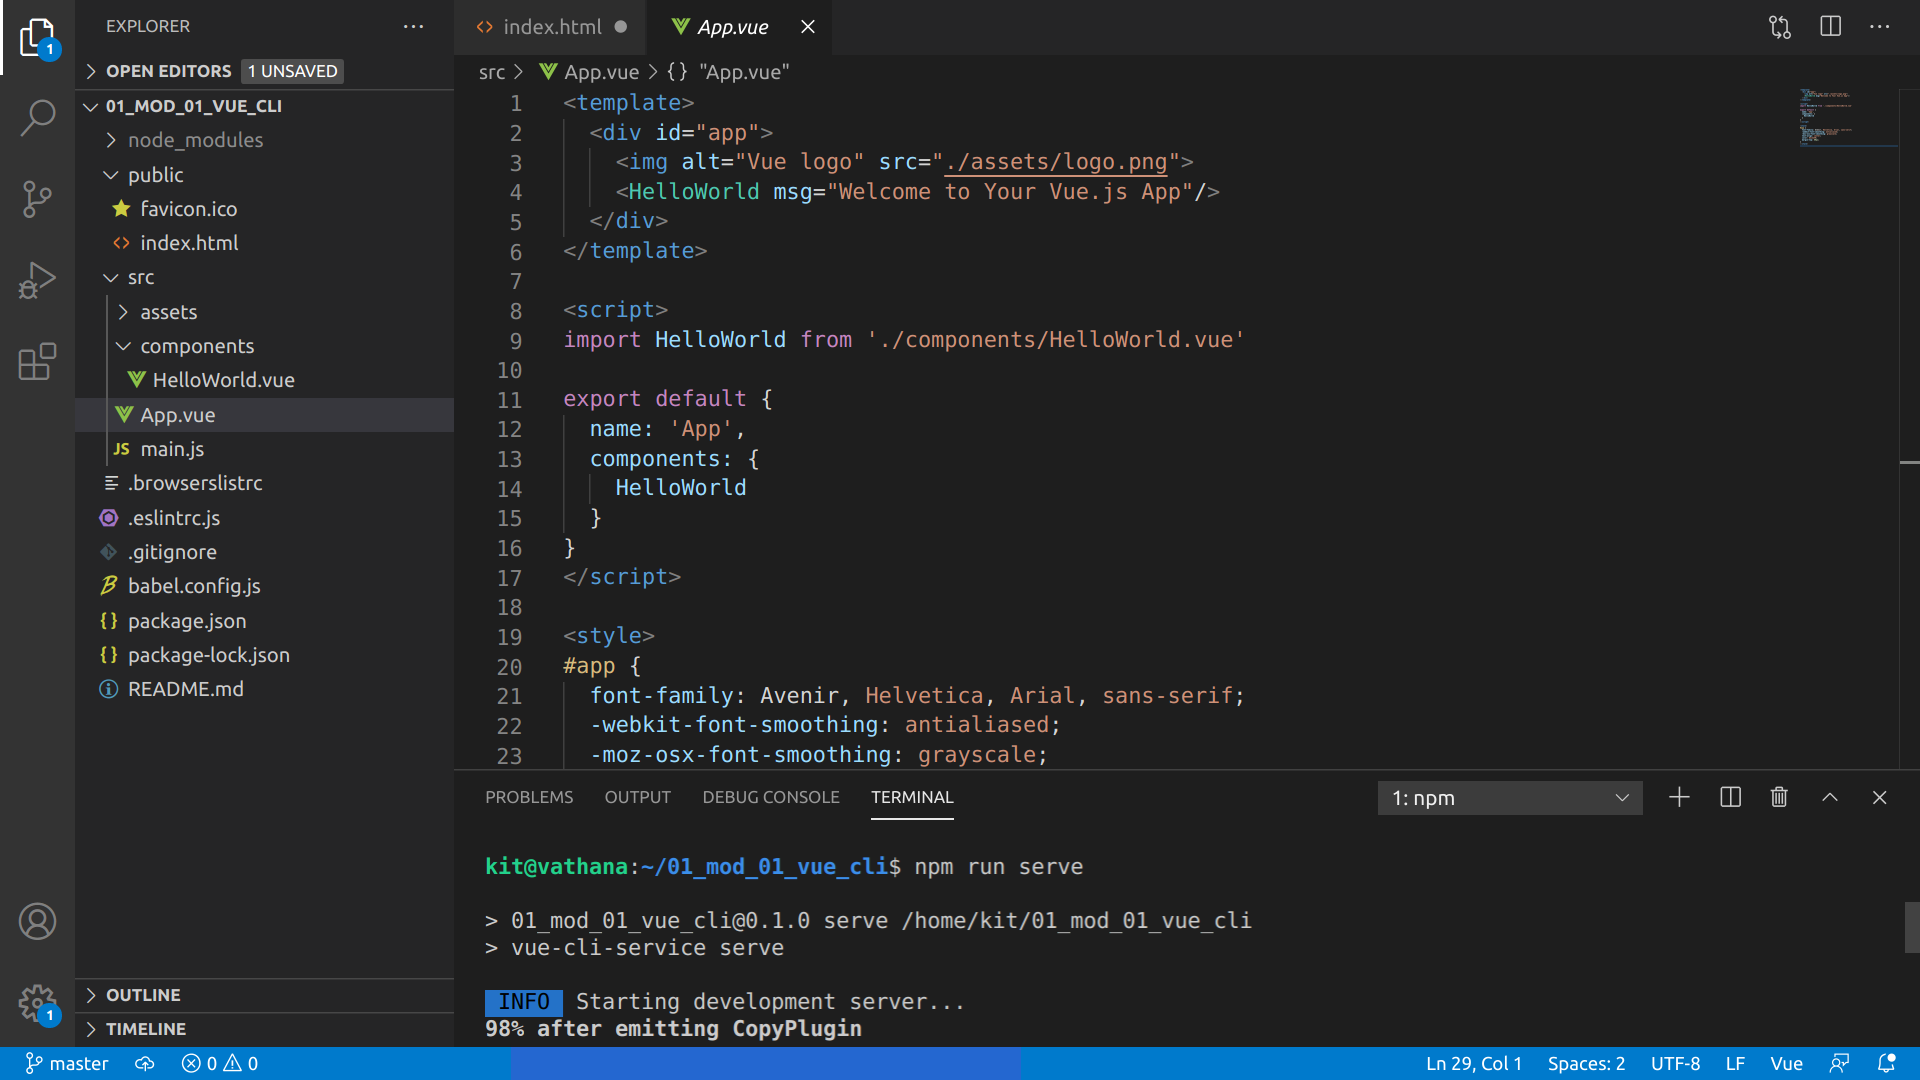 EXPLORER
OPEN EDITORS 1 UNSAVED
01_MOD_01_VUE_CLI
node_modules
public
favicon.ico
index.html
src
assets
components
HelloWorld.vue
App.vue
JS main.js
.browserslistrc
.eslintrc.js
.gitignore
babel.config.js
{} package.json
{} package-lock.json
README.md
OUTLINE
TIMELINE
1
1
<> index.html
App.vue
src > App.vue > {} "App.vue"
1 <template>
2 <div id="app">
3 <img alt="Vue logo" src="./assets/logo.png">
4 <HelloWorld msg="Welcome to Your Vue.js App"/>
5 </div>
6 </template>
7
8 <script>
9 import HelloWorld from './components/HelloWorld.vue'
10
11 export default {
12 name: 'App',
13 components: {
14 HelloWorld
15 }
16 }
17 </script>
18
19 <style>
20 #app {
21 font-family: Avenir, Helvetica, Arial, sans-serif;
22 -webkit-font-smoothing: antialiased;
23 -moz-osx-font-smoothing: grayscale;
PROBLEMS OUTPUT DEBUG CONSOLE TERMINAL 1: npm
kit@vathana:~/01_mod_01_vue_cli$ npm run serve
> 01_mod_01_vue_cli@0.1.0 serve /home/kit/01_mod_01_vue_cli
> vue-cli-service serve
INFO Starting development server...
98% after emitting CopyPlugin
master 0 0 Ln 29, Col 1 Spaces: 2 UTF-8 LF Vue